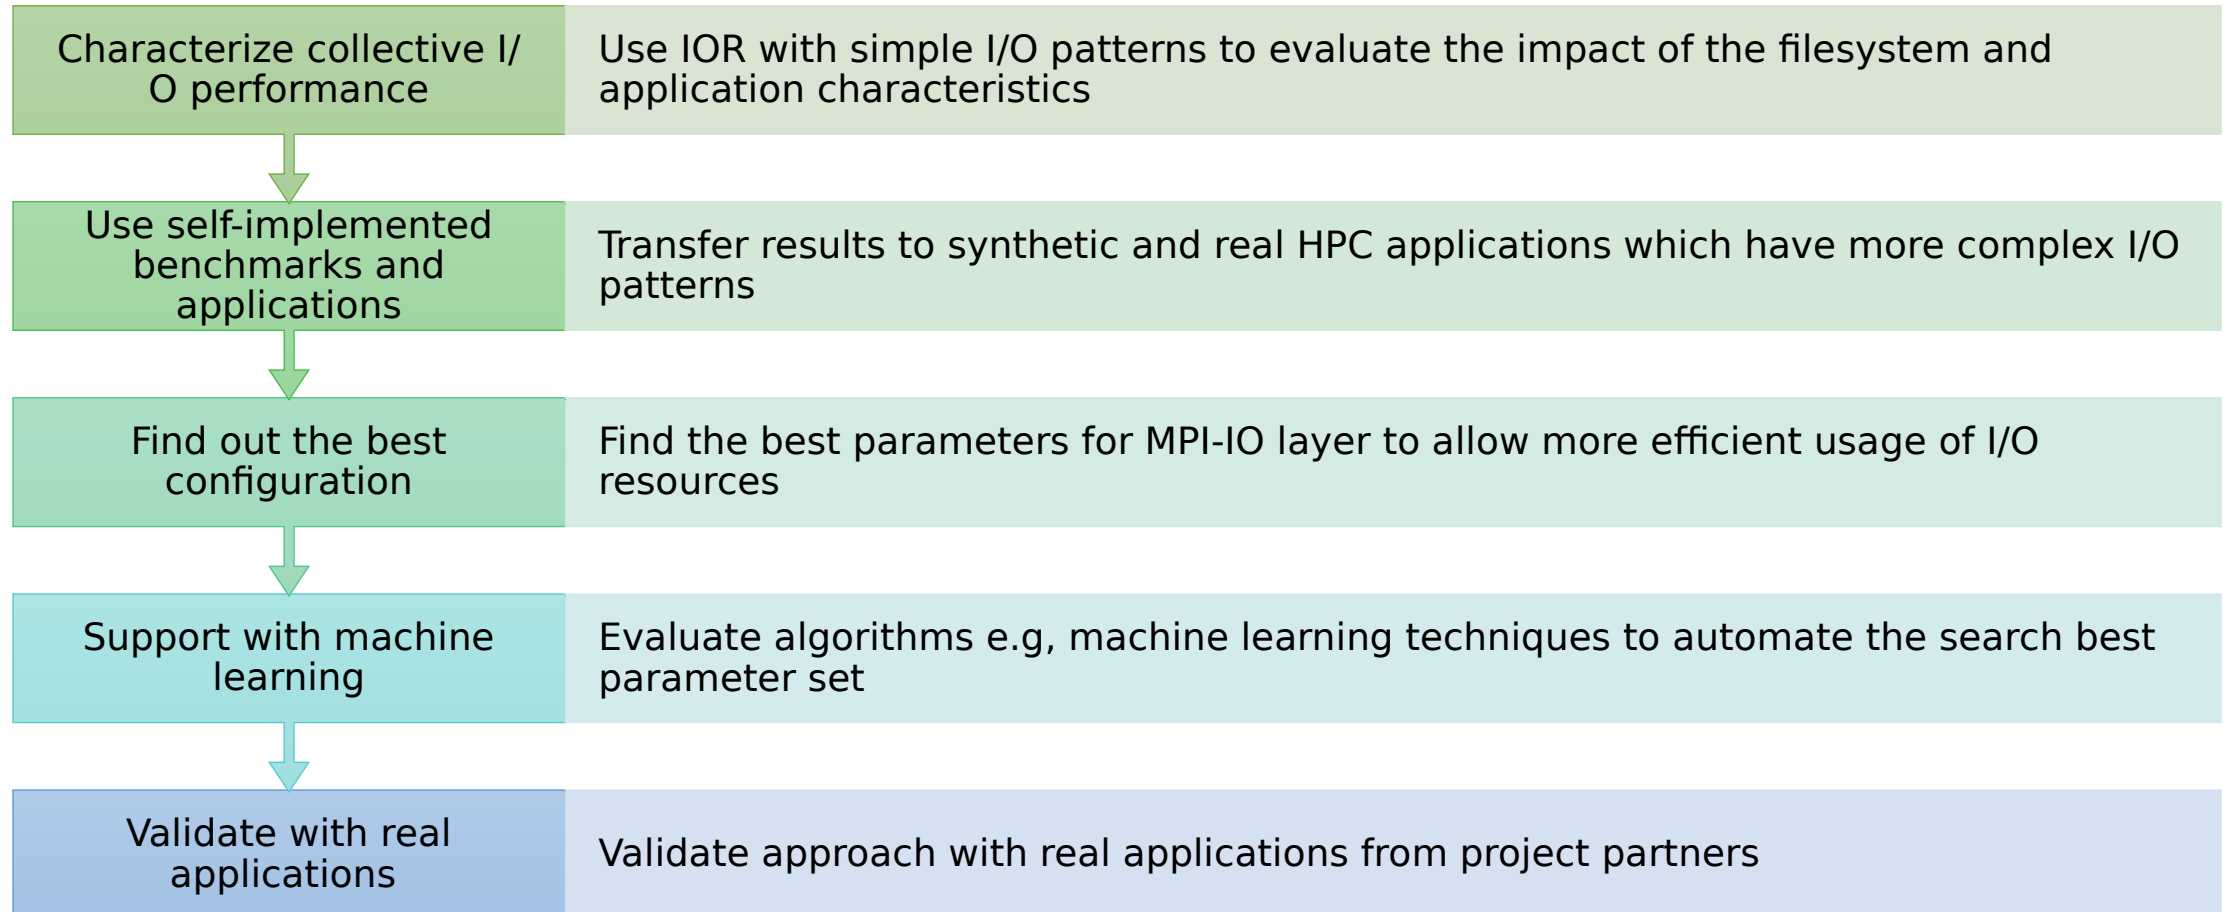 Characterize collective I/
O performance
Use IOR with simple I/O patterns to evaluate the impact of the filesystem and
application characteristics
Use self-implemented
benchmarks and
applications
Transfer results to synthetic and real HPC applications which have more complex I/O
patterns
Find out the best
configuration
Find the best parameters for MPI-IO layer to allow more efficient usage of I/O
resources
Support with machine
learning
Evaluate algorithms e.g, machine learning techniques to automate the search best
parameter set
Validate with real
applications
Validate approach with real applications from project partners